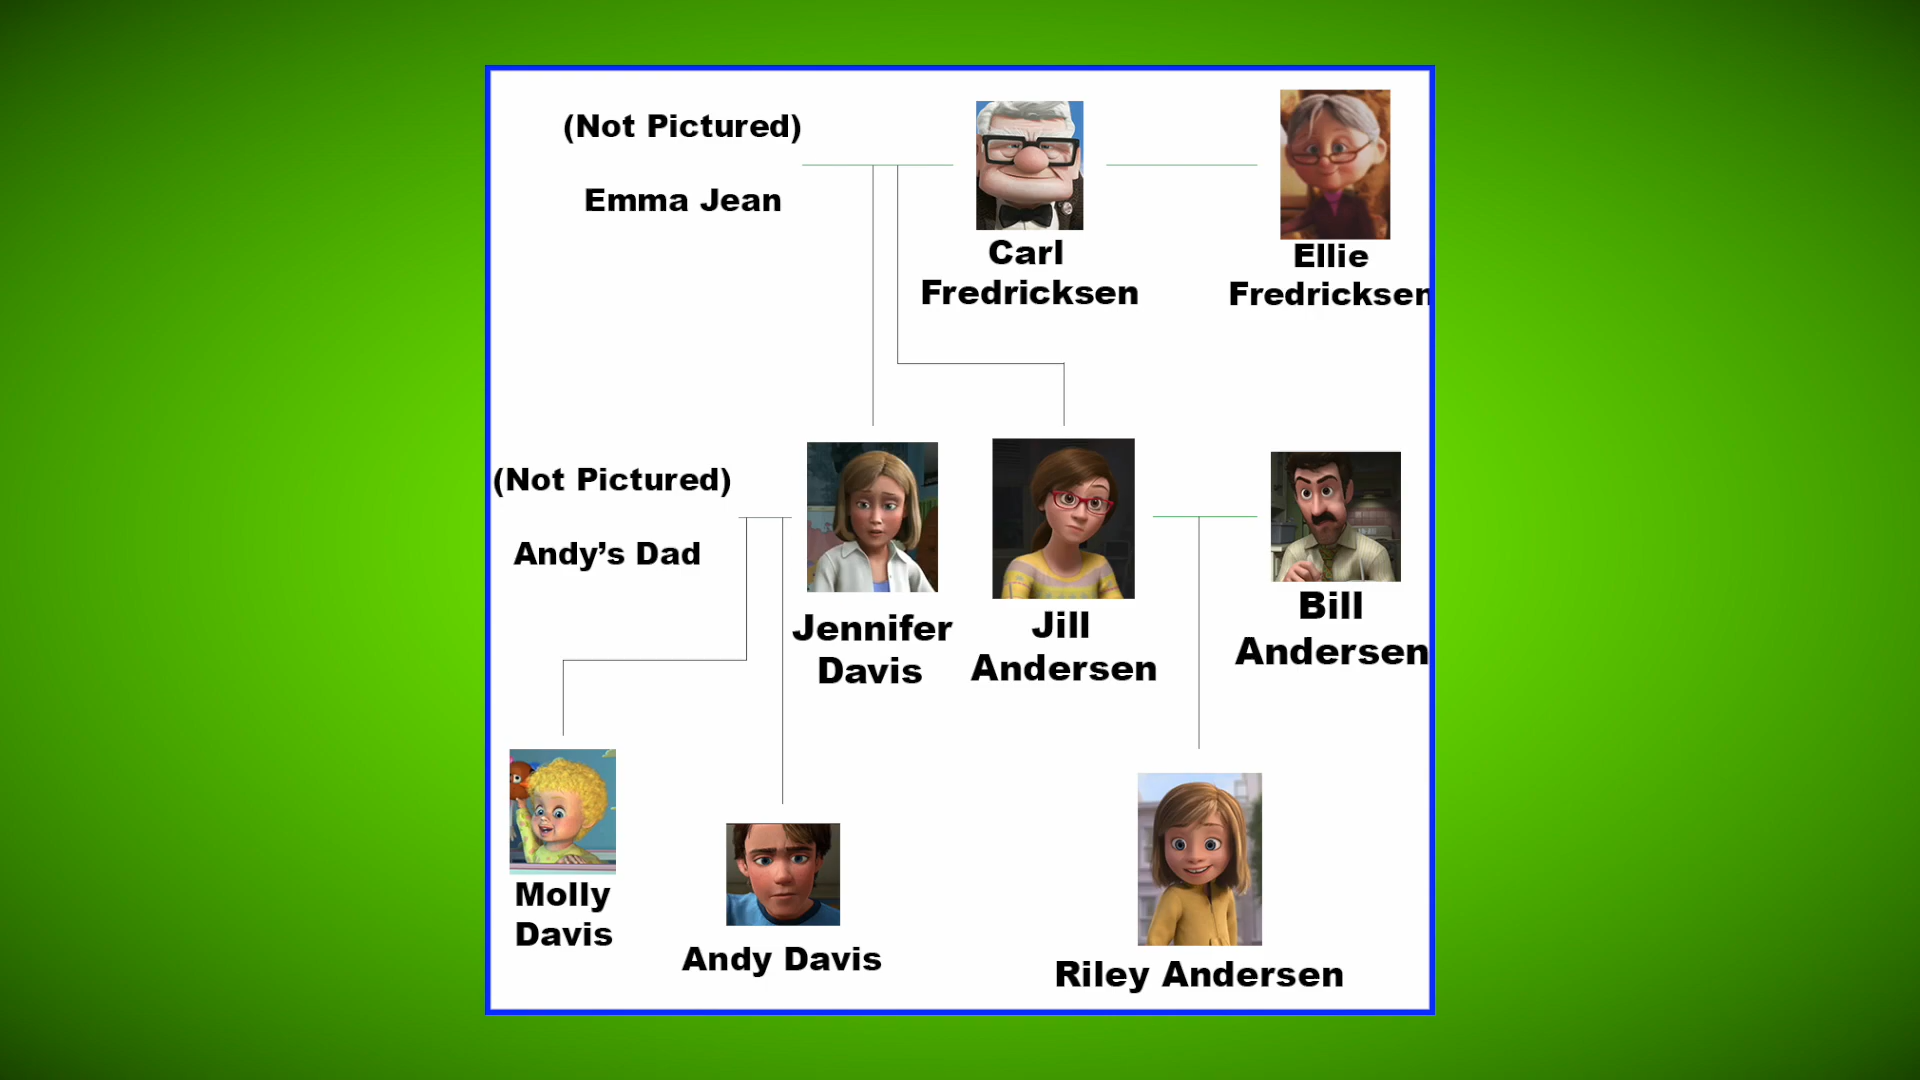 (Not Pictured)
Emma Jean
Carl
Fredricksen
Ellie
Fredricksen
(Not Pictured)
Andy’s Dad
Jennifer
Davis
Jill
Andersen
Bill
Andersen
Molly
Davis
Andy Davis
Riley Andersen